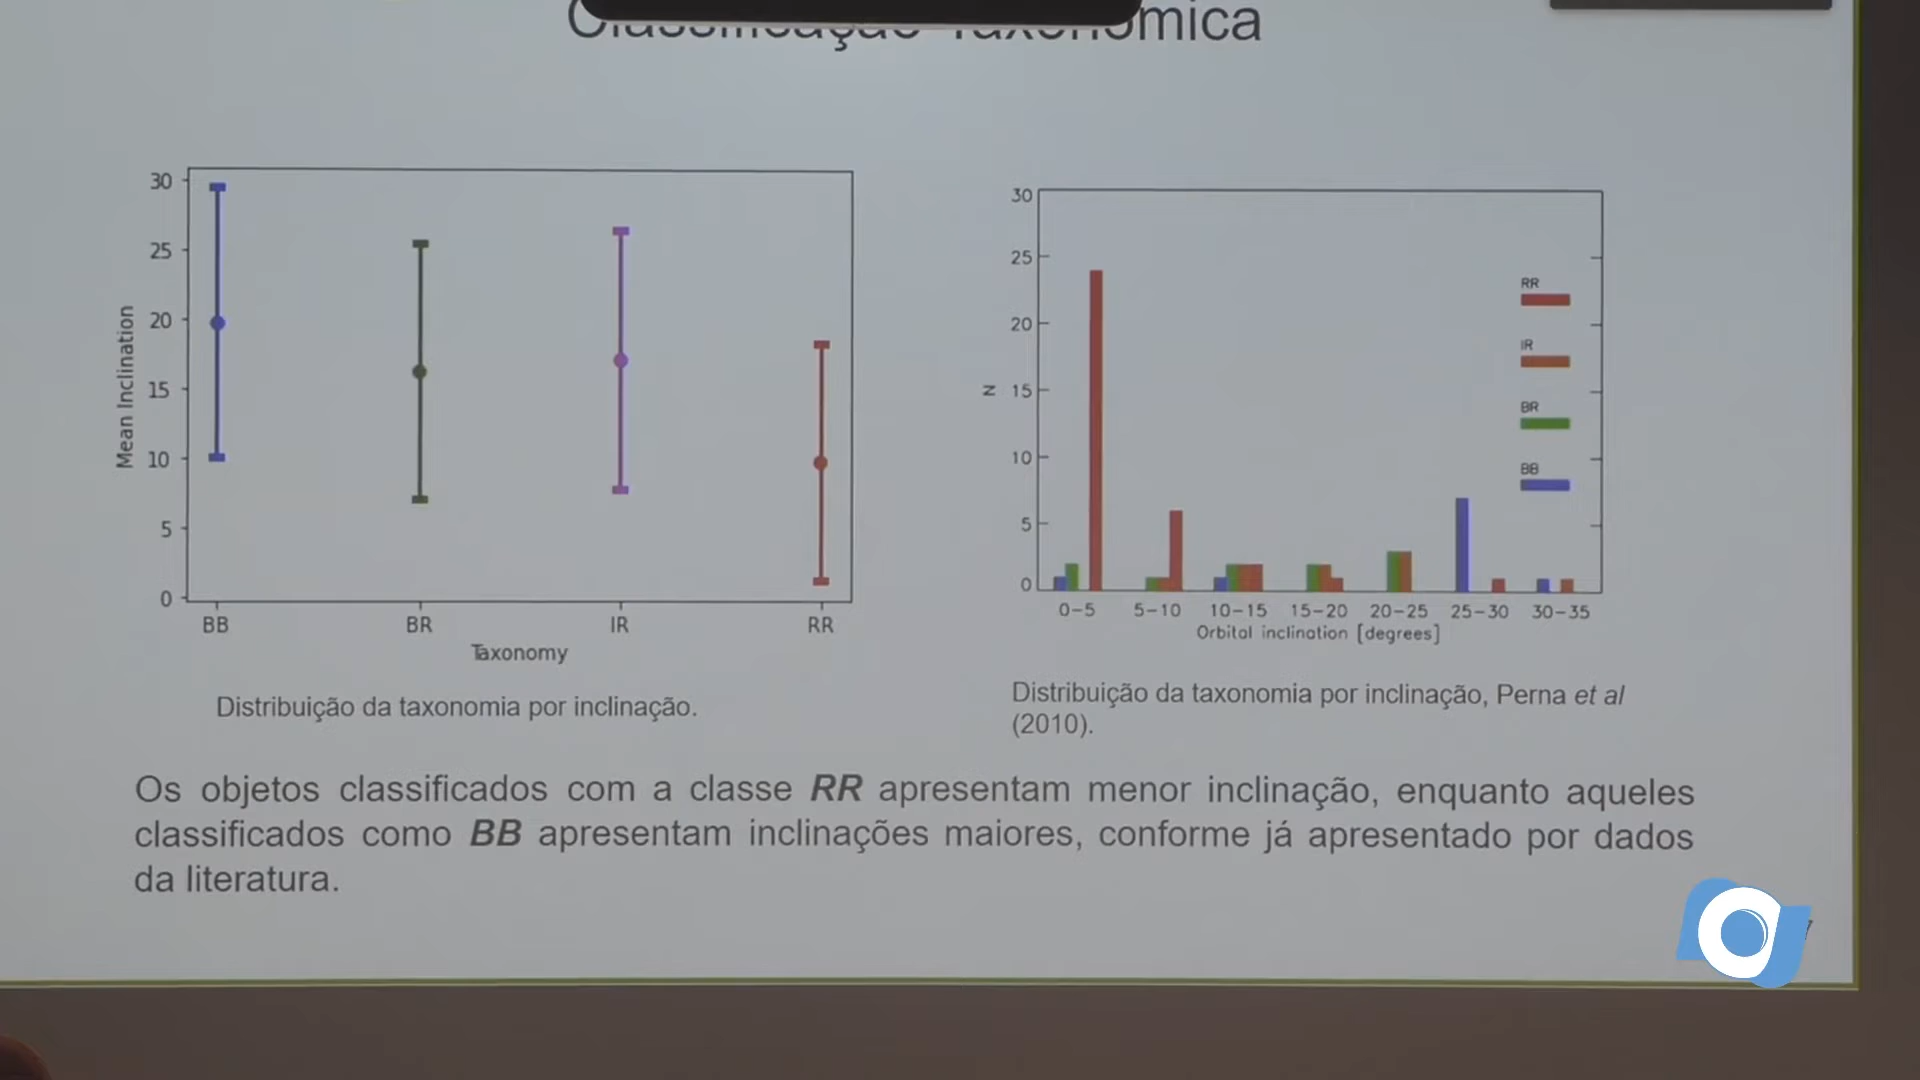 Classificação Taxonômica
30
25
20
15
10
5
0
Mean Inclination
BB BR IR RR
Taxonomy
Distribuição da taxonomia por inclinação.
30
25
20
15
10
5
0
N
RR
IR
BR
BB
0-5 5-10 10-15 15-20 20-25 25-30 30-35
Orbital inclination [degrees]
Distribuição da taxonomia por inclinação, Perna et al
(2010).
Os objetos classificados com a classe RR apresentam menor inclinação, enquanto aqueles
classificados como BB apresentam inclinações maiores, conforme já apresentado por dados
da literatura.